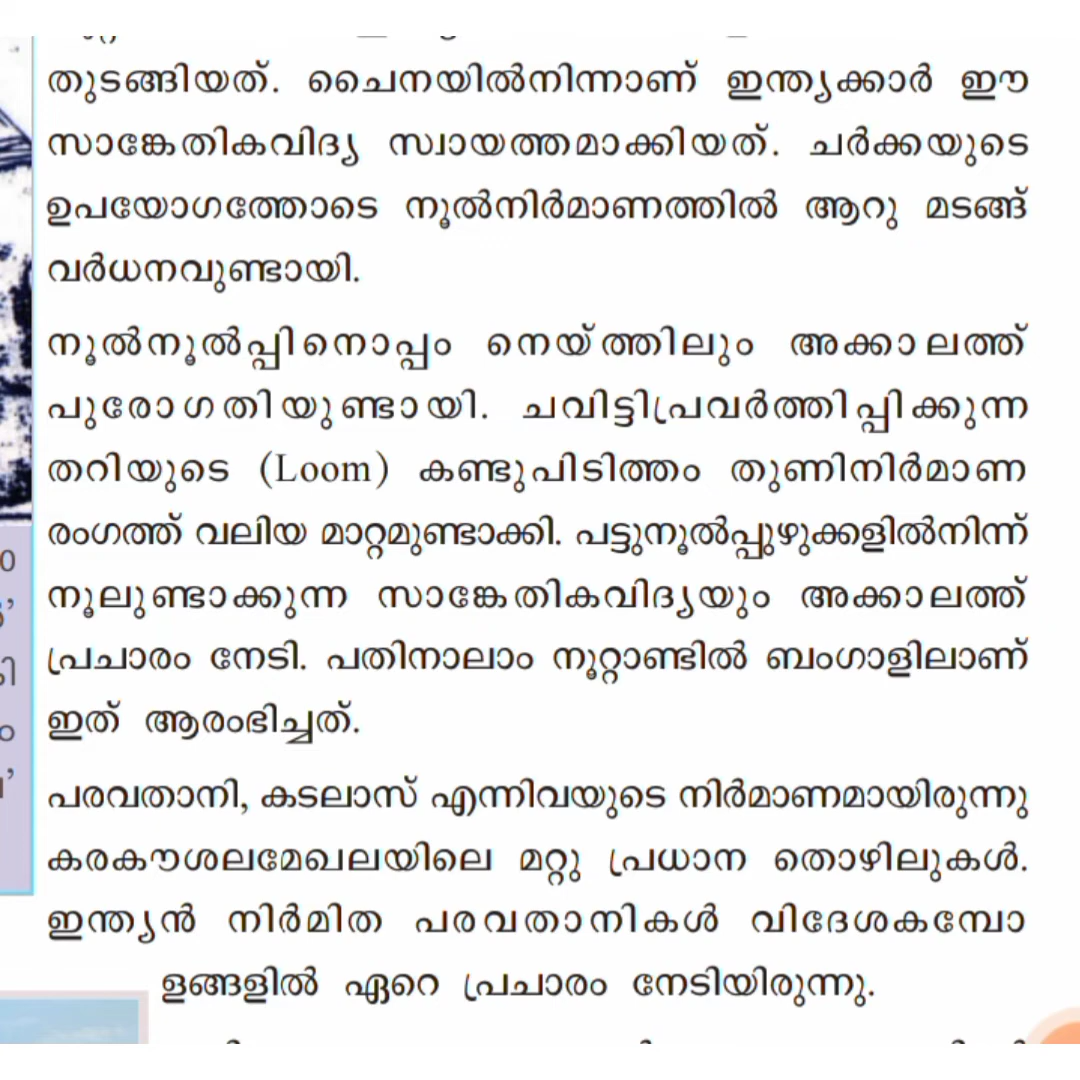 തുടങ്ങിയത്. ചൈനയിൽനിന്നാണ് ഇന്ത്യക്കാർ ഈ
സാങ്കേതികവിദ്യ സ്വായത്തമാക്കിയത്. ചർക്കയുടെ
ഉപയോഗത്തോടെ നൂൽനിർമാണത്തിൽ ആറു മടങ്ങ്
വർധനവുണ്ടായി.
നൂൽനൂൽപ്പിനൊപ്പം നെയ്ത്തിലും അക്കാലത്ത്
പുരോഗതിയുണ്ടായി. ചവിട്ടിപ്രവർത്തിപ്പിക്കുന്ന
തറിയുടെ (Loom) കണ്ടുപിടിത്തം തുണിനിർമാണ
രംഗത്ത് വലിയ മാറ്റമുണ്ടാക്കി. പട്ടുനൂൽപ്പുഴുക്കളിൽനിന്ന്
നൂലുണ്ടാക്കുന്ന സാങ്കേതികവിദ്യയും അക്കാലത്ത്
പ്രചാരം നേടി. പതിനാലാം നൂറ്റാണ്ടിൽ ബംഗാളിലാണ്
ഇത് ആരംഭിച്ചത്.
പരവതാനി, കടലാസ് എന്നിവയുടെ നിർമാണമായിരുന്നു
കരകൗശലമേഖലയിലെ മറ്റു പ്രധാന തൊഴിലുകൾ.
ഇന്ത്യൻ നിർമിത പരവതാനികൾ വിദേശകമ്പോ
ളങ്ങളിൽ ഏറെ പ്രചാരം നേടിയിരുന്നു.